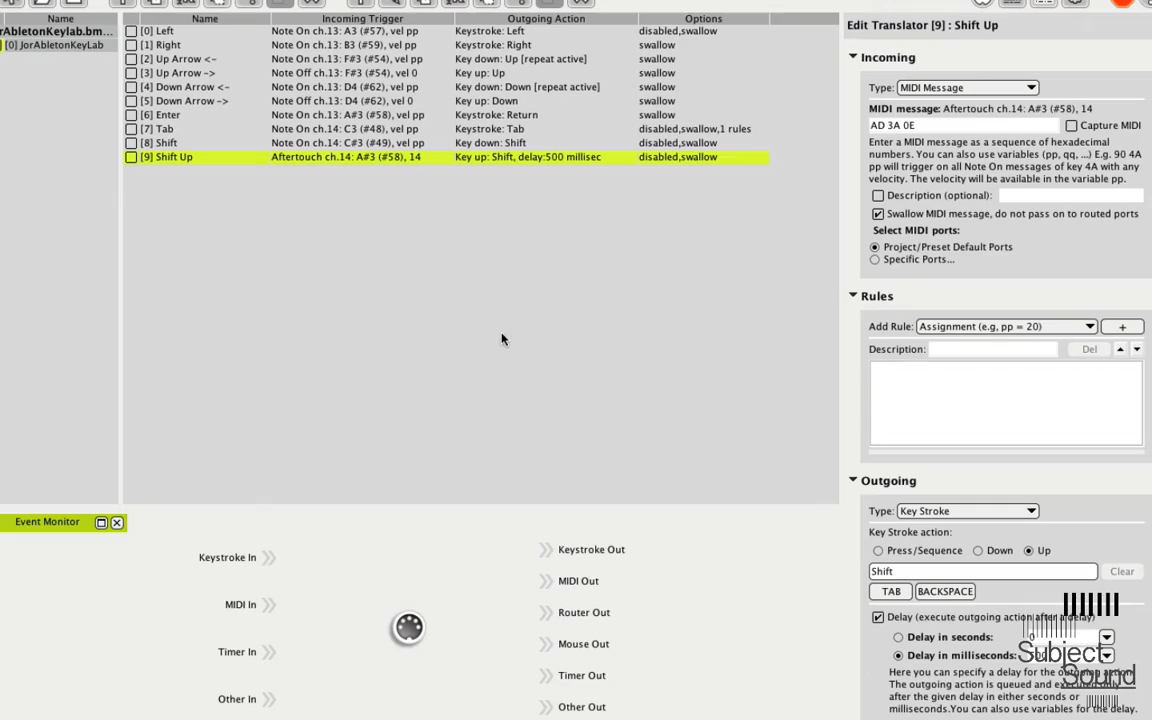 Name
rAbletonKeylab.bm...
[0] JorAbletonKeyLab
Name Incoming Trigger Outgoing Action Options
[0] Left Note On ch.13: A3 (#57), vel pp Keystroke: Left disabled,swallow
[1] Right Note On ch.13: B3 (#59), vel pp Keystroke: Right swallow
[2] Up Arrow <- Note On ch.13: F#3 (#54), vel pp Key down: Up [repeat active] swallow
[3] Up Arrow -> Note Off ch.13: F#3 (#54), vel 0 Key up: Up swallow
[4] Down Arrow <- Note On ch.13: D4 (#62), vel pp Key down: Down [repeat active] swallow
[5] Down Arrow -> Note Off ch.13: D4 (#62), vel 0 Key up: Down swallow
[6] Enter Note On ch.13: A#3 (#58), vel pp Keystroke: Return swallow
[7] Tab Note On ch.14: C3 (#48), vel pp Keystroke: Tab disabled,swallow,1 rules
[8] Shift Note On ch.14: C#3 (#49), vel pp Key down: Shift disabled,swallow
[9] Shift Up Aftertouch ch.14: A#3 (#58), 14 Key up: Shift, delay:500 millisec disabled,swallow
Edit Translator [9] : Shift Up
Incoming
Type: MIDI Message
MIDI message: Aftertouch ch.14: A#3 (#58), 14
AD 3A 0E Capture MIDI
Enter a MIDI message as a sequence of hexadecimal
numbers. You can also use variables (pp, qq, ...) E.g. 90 4A
pp will trigger on all Note On messages of key 4A with any
velocity. The velocity will be available in the variable pp.
Description (optional):
Swallow MIDI message, do not pass on to routed ports
Select MIDI ports:
Project/Preset Default Ports
Specific Ports...
Rules
Add Rule: Assignment (e.g, pp = 20) +
Description: Del
Outgoing
Type: Key Stroke
Key Stroke action:
Press/Sequence Down Up
Shift Clear
TAB BACKSPACE
Delay (execute outgoing action after a delay)
Delay in seconds: 0
Delay in milliseconds:
Here you can specify a delay for the outgoing action.
The outgoing action is queued and executed only
after the given delay in either seconds or
milliseconds.You can also use variables for the delay.
Subject
Sound
Event Monitor
Keystroke In Keystroke Out
MIDI In MIDI Out
Router Out
Timer In Mouse Out
Timer Out
Other In Other Out